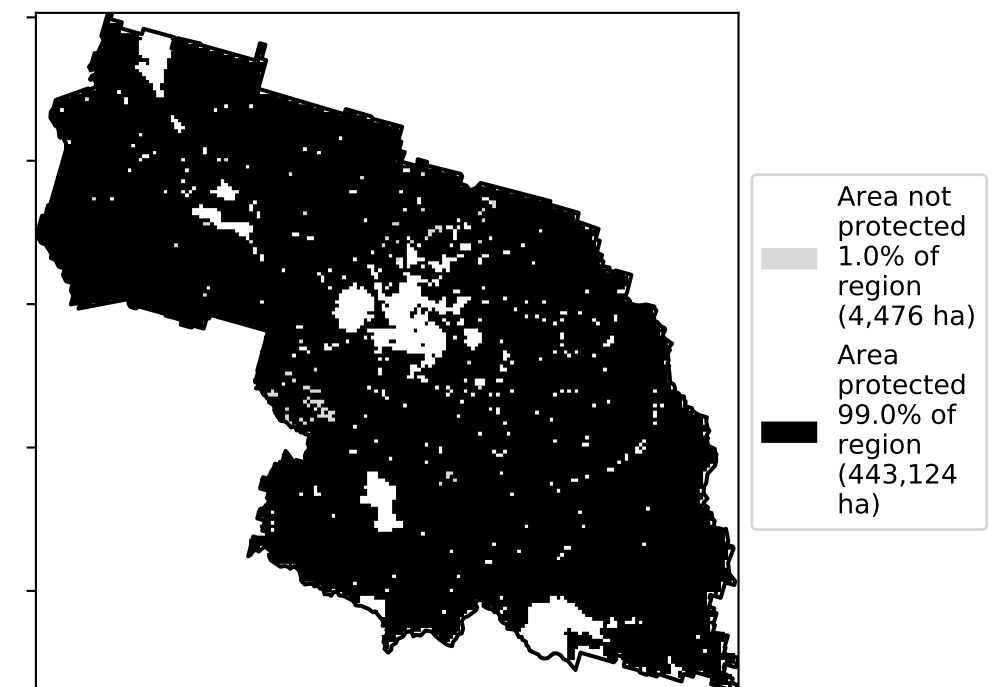 Area not
protected
1.0% of
region
(4,476 ha)
Area
protected
99.0% of
region
(443,124
ha)